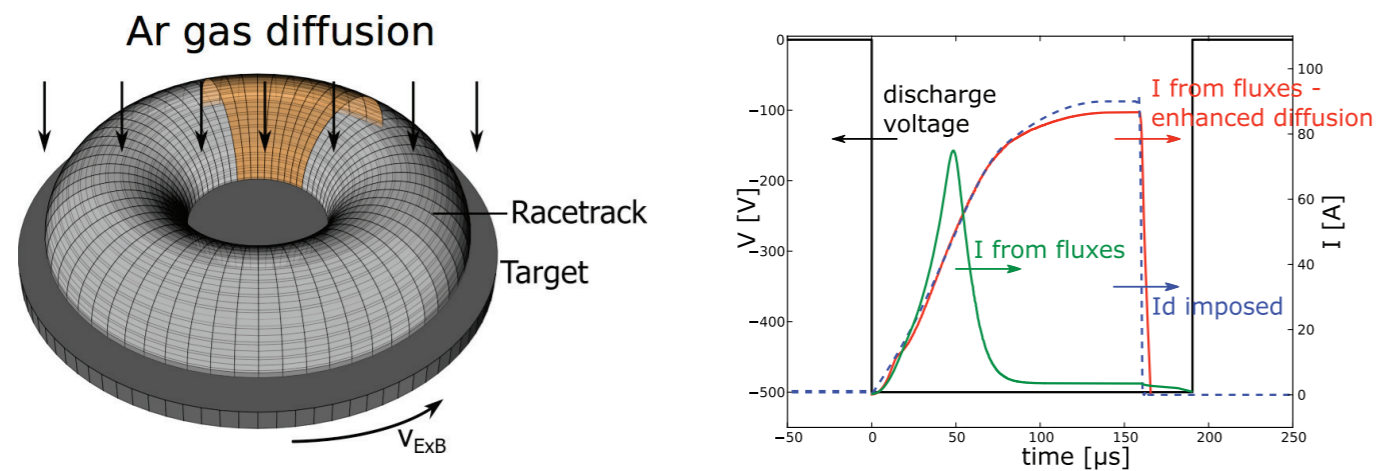 Ar gas diffusion
Racetrack
Target
vExB
0
−100
−200
−300
−400
−500
V [V]
discharge
voltage
I from fluxes -
enhanced diffusion
I from fluxes
Id imposed
100
80
60
40
20
0
I [A]
−50
0
50
100
150
200
250
time [μs]